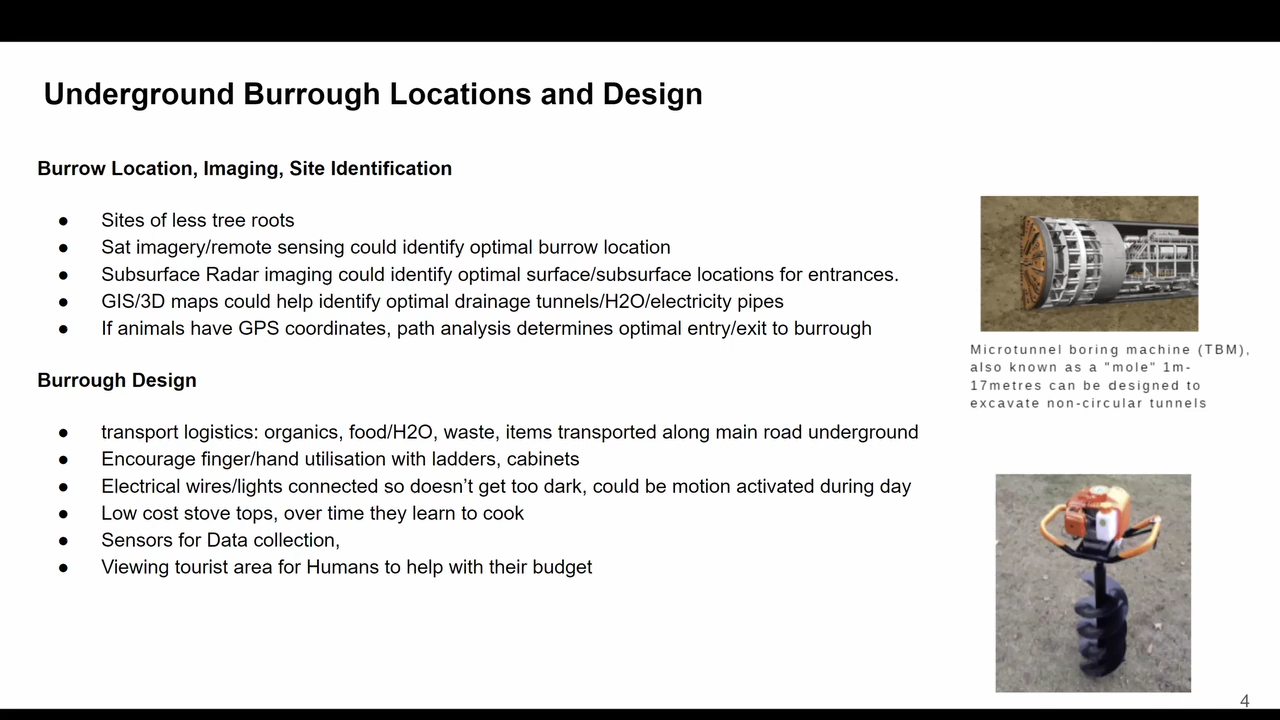 Underground Burrough Locations and Design
Burrow Location, Imaging, Site Identification
● Sites of less tree roots
● Sat imagery/remote sensing could identify optimal burrow location
● Subsurface Radar imaging could identify optimal surface/subsurface locations for entrances.
● GIS/3D maps could help identify optimal drainage tunnels/H2O/electricity pipes
● If animals have GPS coordinates, path analysis determines optimal entry/exit to burrough
Burrough Design
● transport logistics: organics, food/H2O, waste, items transported along main road underground
● Encourage finger/hand utilisation with ladders, cabinets
● Electrical wires/lights connected so doesn’t get too dark, could be motion activated during day
● Low cost stove tops, over time they learn to cook
● Sensors for Data collection,
● Viewing tourist area for Humans to help with their budget
Microtunnel boring machine (TBM),
also known as a "mole" 1m-
17metres can be designed to
excavate non-circular tunnels
4